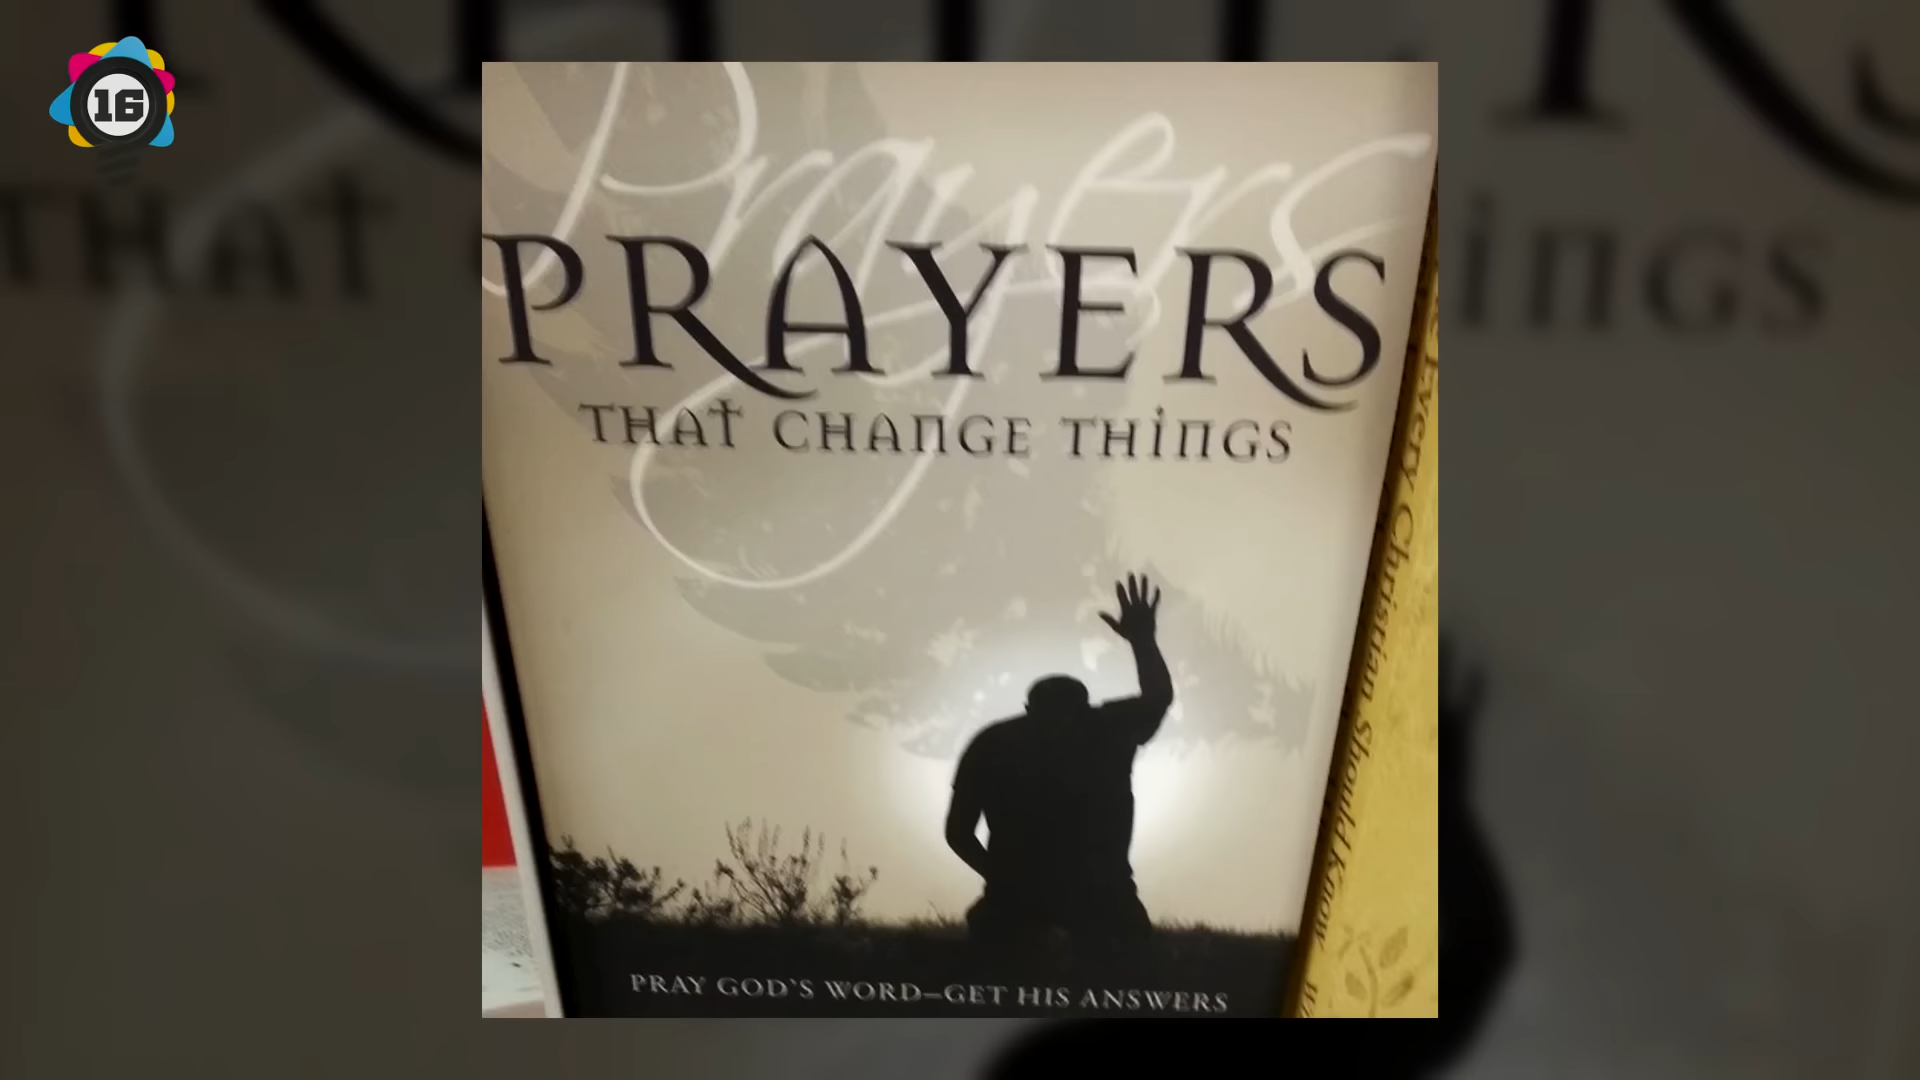 16
Prayers
PRAYERS
THAT CHANGE THINGS
PRAY GOD'S WORD–GET HIS ANSWERS
Every Christian Should Know